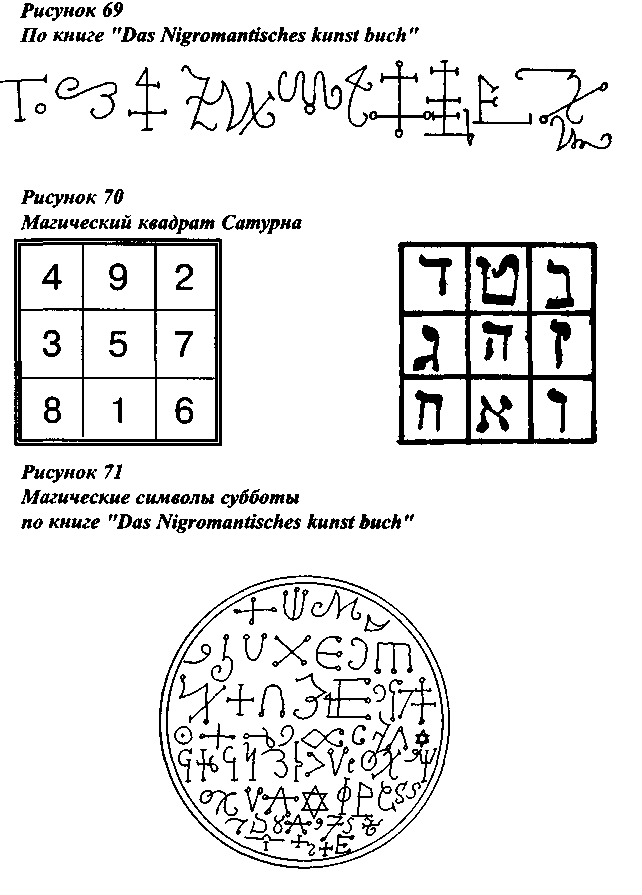 Рисунок 69
По книге "Das Nigromantisches kunst buch"
Рисунок 70
Магический квадрат Сатурна
4 9 2
3 5 7
8 1 6
ד ט ב
ג ה ז
ח א ו
Рисунок 71
Магические символы субботы
по книге "Das Nigromantisches kunst buch"